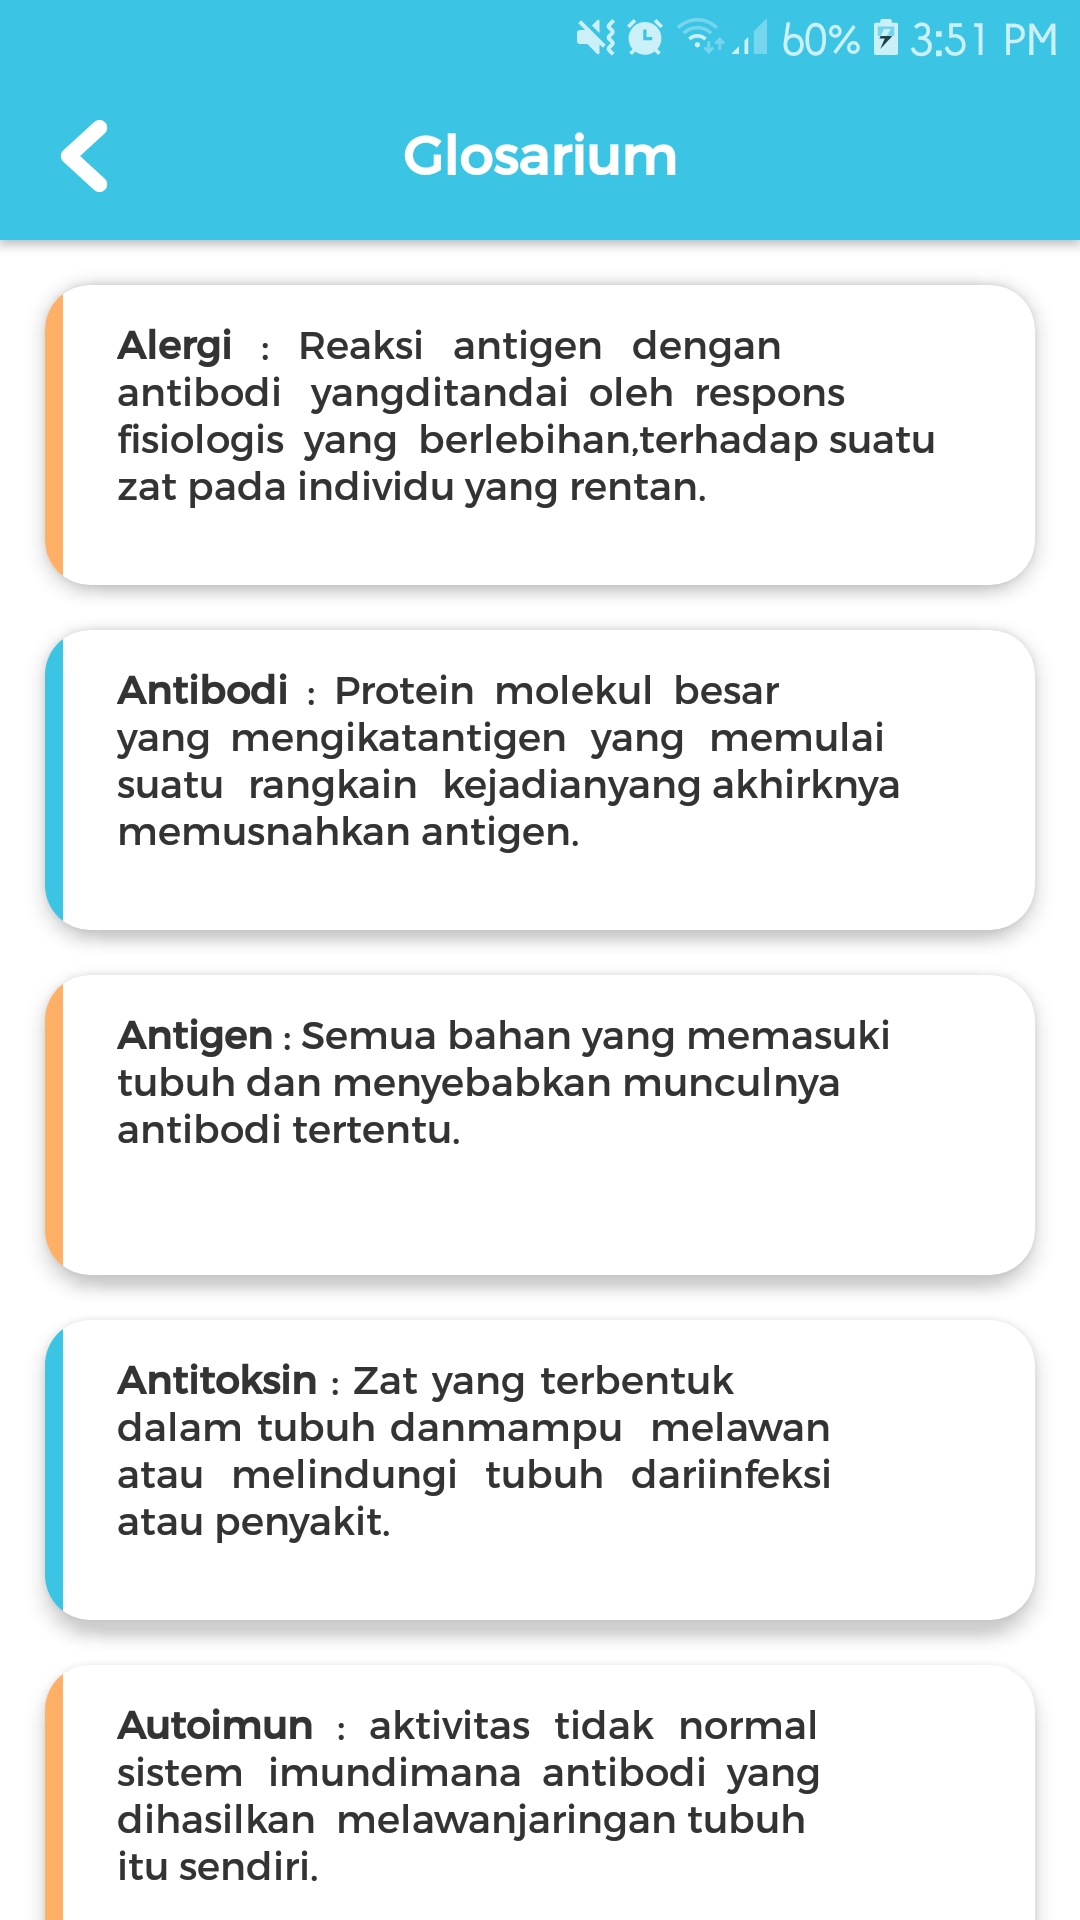 60% 3:51 PM
Glosarium
Alergi : Reaksi antigen dengan
antibodi yangditandai oleh respons
fisiologis yang berlebihan,terhadap suatu
zat pada individu yang rentan.
Antibodi : Protein molekul besar
yang mengikatantigen yang memulai
suatu rangkain kejadianyang akhirknya
memusnahkan antigen.
Antigen : Semua bahan yang memasuki
tubuh dan menyebabkan munculnya
antibodi tertentu.
Antitoksin : Zat yang terbentuk
dalam tubuh danmampu melawan
atau melindungi tubuh dariinfeksi
atau penyakit.
Autoimun : aktivitas tidak normal
sistem imundimana antibodi yang
dihasilkan melawanjaringan tubuh
itu sendiri.